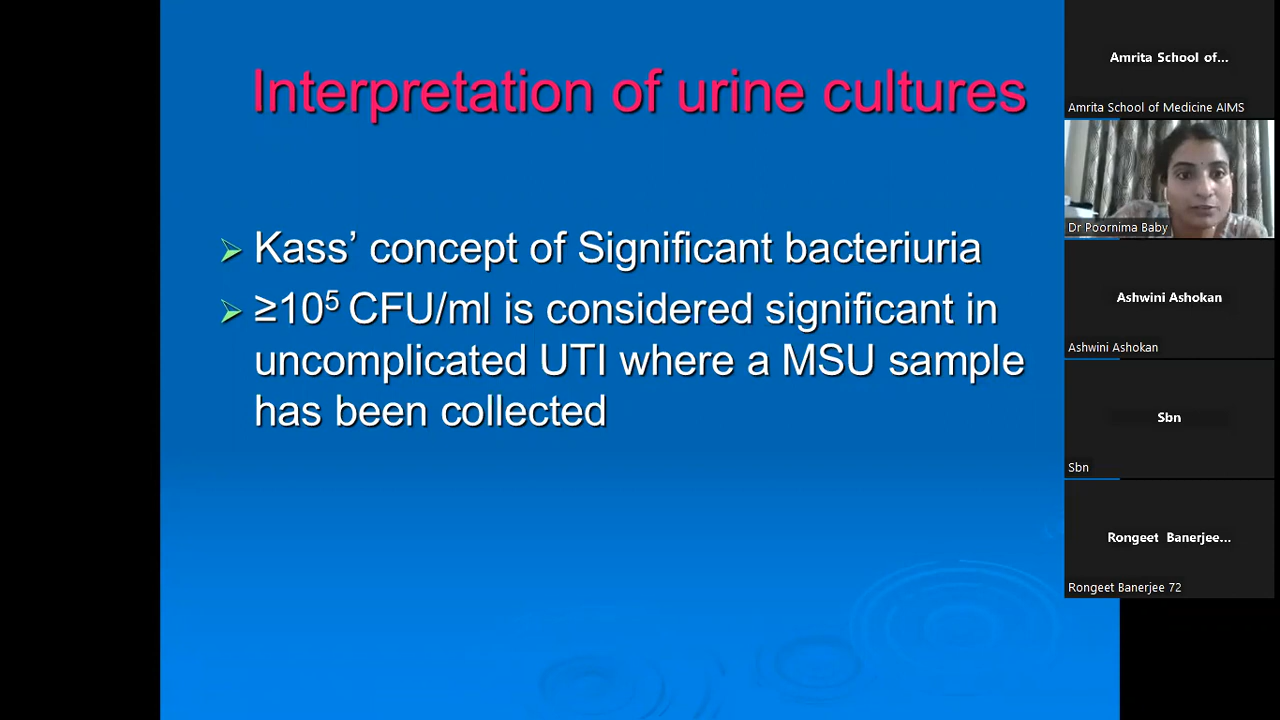 Interpretation of urine cultures
Kass’ concept of Significant bacteriuria
≥10⁵ CFU/ml is considered significant in
uncomplicated UTI where a MSU sample
has been collected
Amrita School of...
Amrita School of Medicine AIMS
Dr Poornima Baby
Ashwini Ashokan
Ashwini Ashokan
Sbn
Sbn
Rongeet Banerjee...
Rongeet Banerjee 72